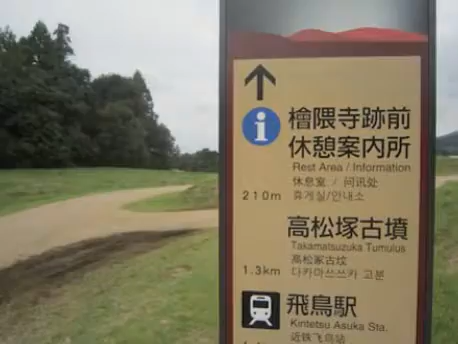 檜隈寺跡前
休憩案内所
Rest Area / Information
休息室 / 问讯处
210m 휴게실/안내소
高松塚古墳
Takamatsuzuka Tumulus
高松冢古坟
1.3km 다카마쓰쓰카 고분
飛鳥駅
Kintetsu Asuka Sta.
近铁飞鸟站